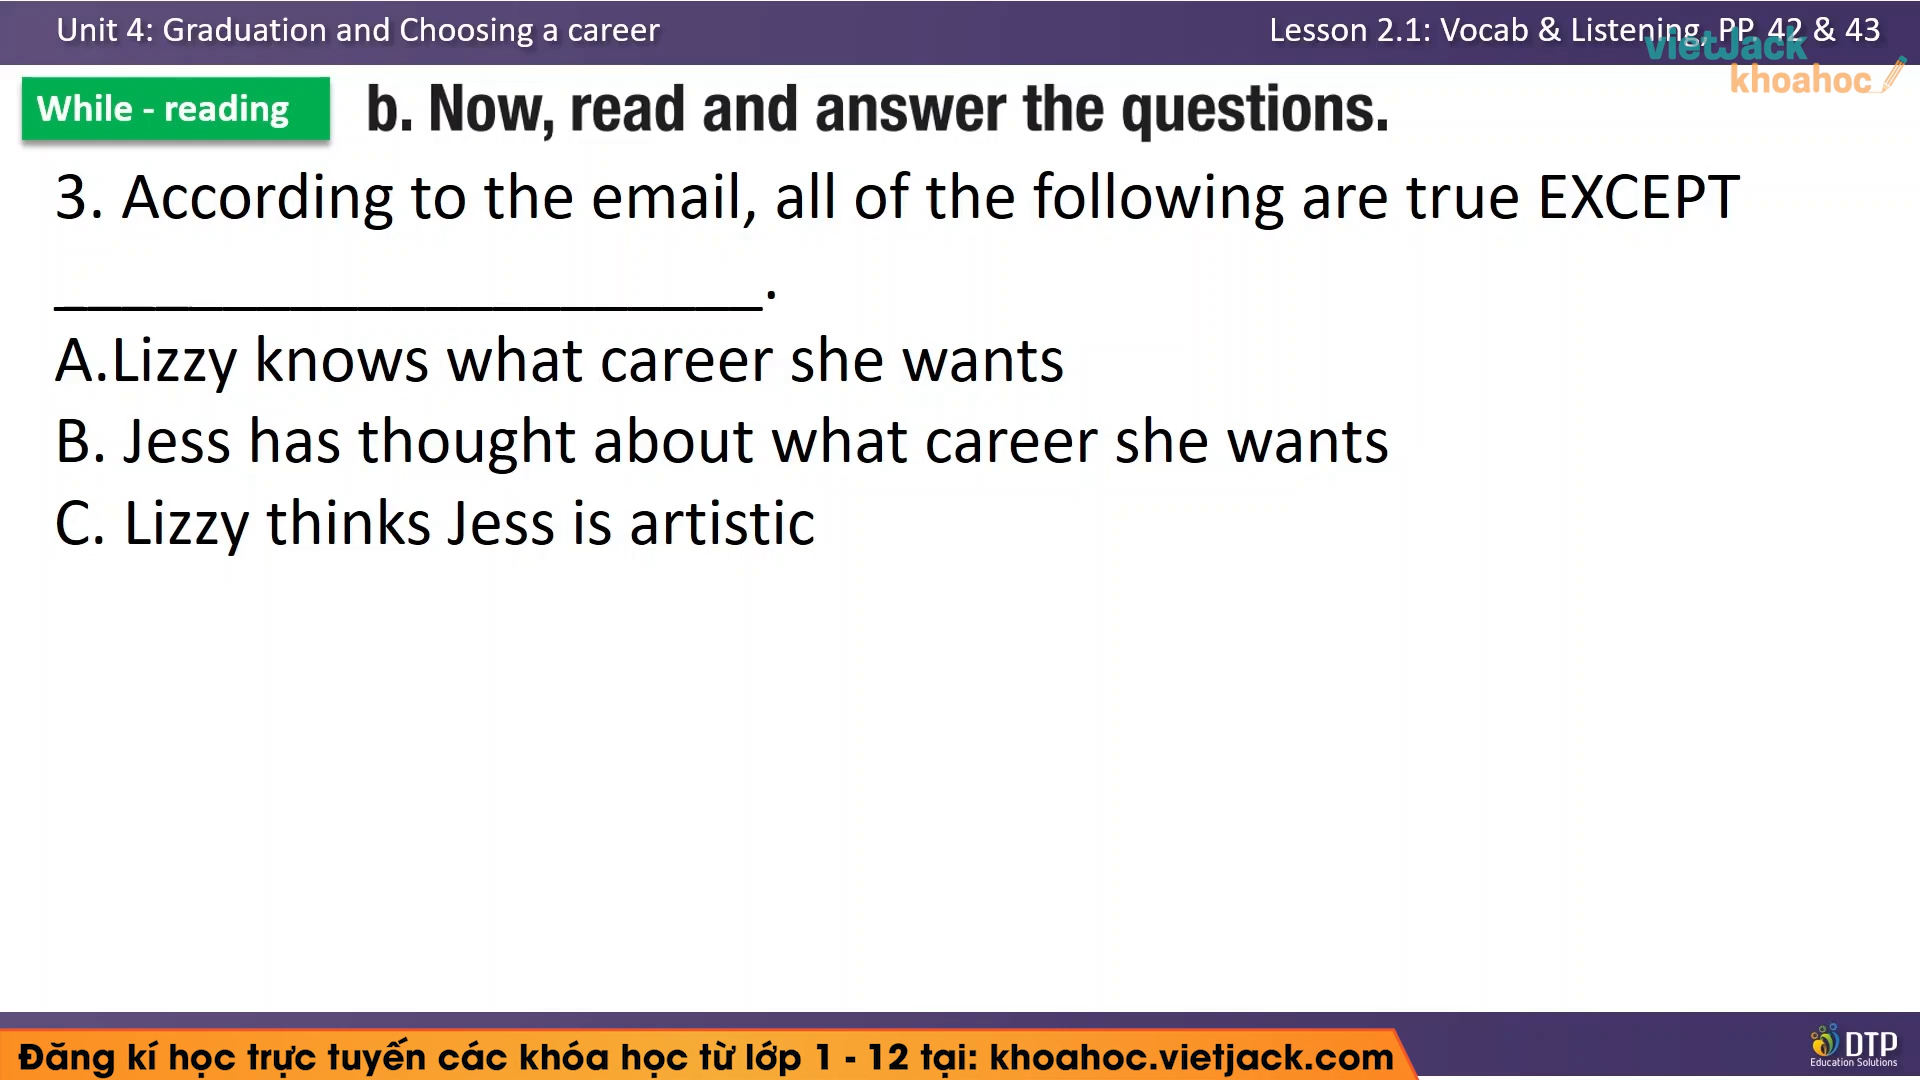 Unit 4: Graduation and Choosing a career
Lesson 2.1: Vocab & Listening, PP. 42 & 43
vietJack
khoahoc
While - reading
b. Now, read and answer the questions.
3. According to the email, all of the following are true EXCEPT
_____________________.
A.Lizzy knows what career she wants
B. Jess has thought about what career she wants
C. Lizzy thinks Jess is artistic
Đăng kí học trực tuyến các khóa học từ lớp 1 - 12 tại: khoahoc.vietjack.com
DTP
Education Solutions